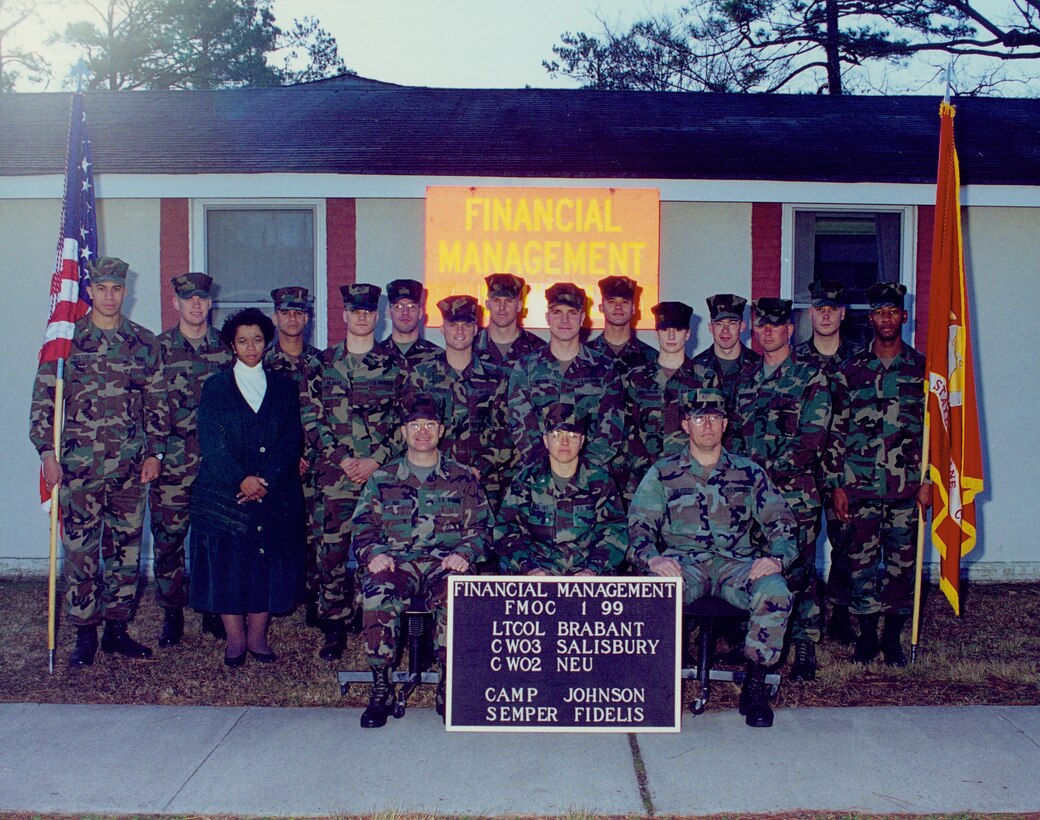 FINANCIAL
MANAGEMENT
FINANCIAL MANAGEMENT
FMOC 1 99
LTCOL BRABANT
CWO3 SALISBURY
CWO2 NEU
CAMP JOHNSON
SEMPER FIDELIS